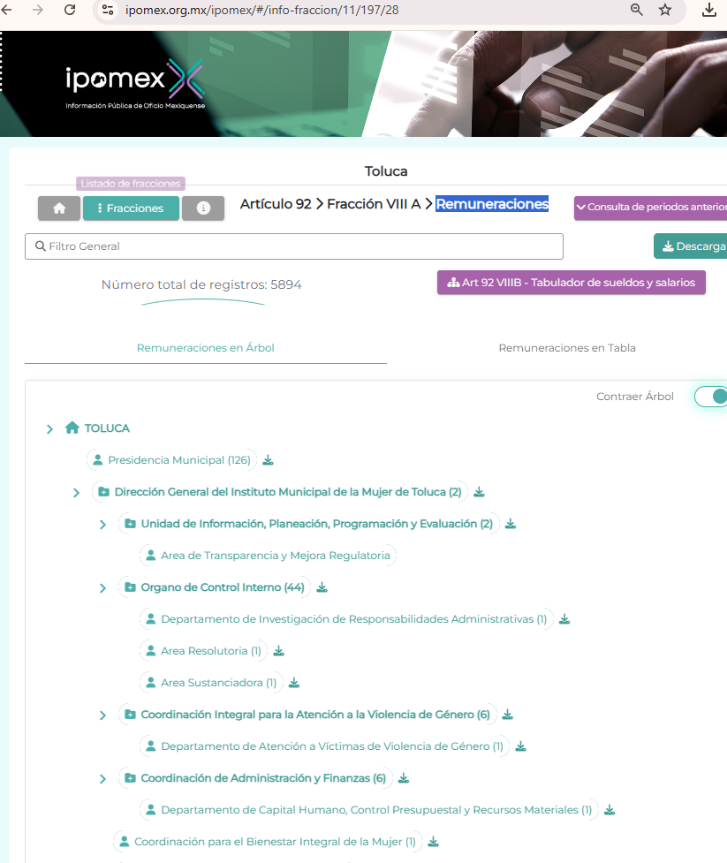 ipomex.org.mx/ipomex/#/info-fraccion/11/197/28
ipomex
Información Pública de Oficio Mexiquense
Toluca
Listado de fracciones
Fracciones
Artículo 92 > Fracción VIII A > Remuneraciones
Consulta de periodos anterior
Filtro General
Descarga
Número total de registros: 5894
Art 92 VIIIB - Tabulador de sueldos y salarios
Remuneraciones en Árbol
Remuneraciones en Tabla
Contraer Árbol
TOLUCA
Presidencia Municipal (126)
Dirección General del Instituto Municipal de la Mujer de Toluca (2)
Unidad de Información, Planeación, Programación y Evaluación (2)
Area de Transparencia y Mejora Regulatoria
Organo de Control Interno (44)
Departamento de Investigación de Responsabilidades Administrativas (1)
Area Resolutoria (1)
Area Sustanciadora (1)
Coordinación Integral para la Atención a la Violencia de Género (6)
Departamento de Atención a Víctimas de Violencia de Género (1)
Coordinación de Administración y Finanzas (6)
Departamento de Capital Humano, Control Presupuestal y Recursos Materiales (1)
Coordinación para el Bienestar Integral de la Mujer (1)